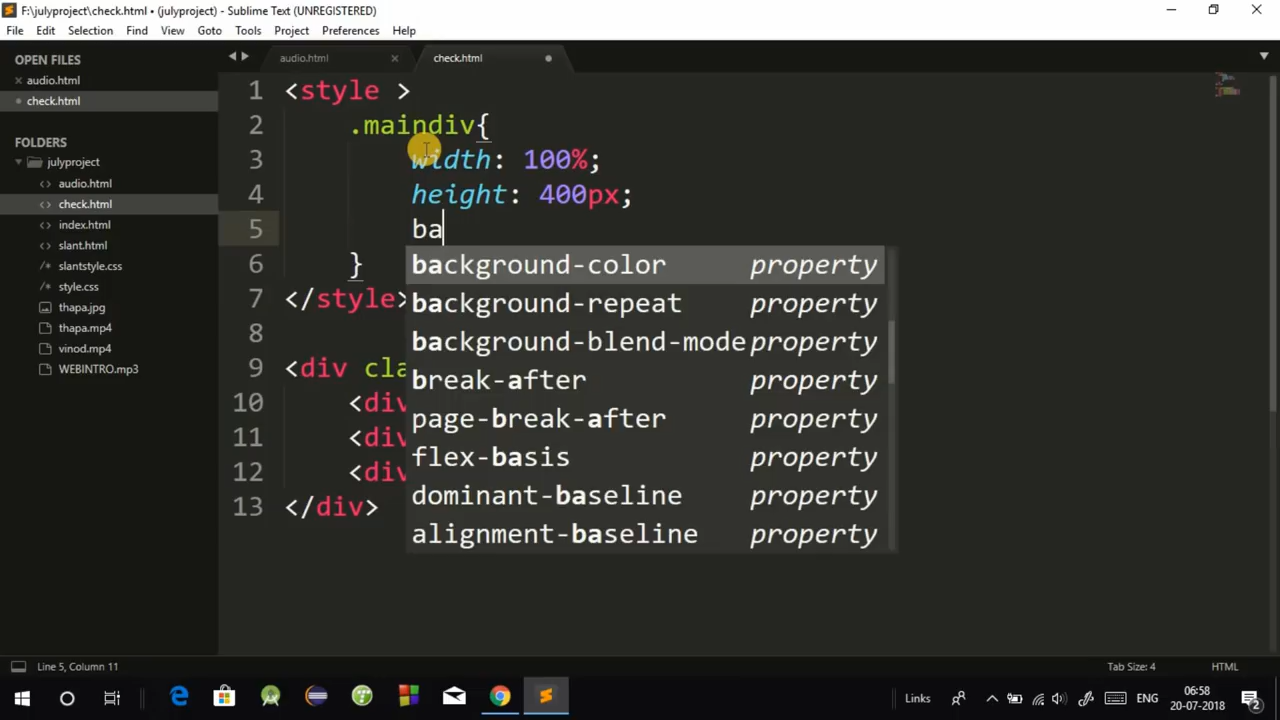 F:\julyproject\check.html • (julyproject) - Sublime Text (UNREGISTERED)
File Edit Selection Find View Goto Tools Project Preferences Help
OPEN FILES
audio.html
check.html
FOLDERS
julyproject
audio.html
check.html
index.html
slant.html
slantstyle.css
style.css
thapa.jpg
thapa.mp4
vinod.mp4
WEBINTRO.mp3
audio.html check.html
1 <style >
2 .maindiv{
3 width: 100%;
4 height: 400px;
5 ba
6 }
7 </style>
8
9 <div cla
10 <div
11 <div
12 <div
13 </div>
background-color property
background-repeat property
background-blend-mode property
break-after property
page-break-after property
flex-basis property
dominant-baseline property
alignment-baseline property
Line 5, Column 11 Tab Size: 4 HTML
Links ENG 06:58
20-07-2018
2